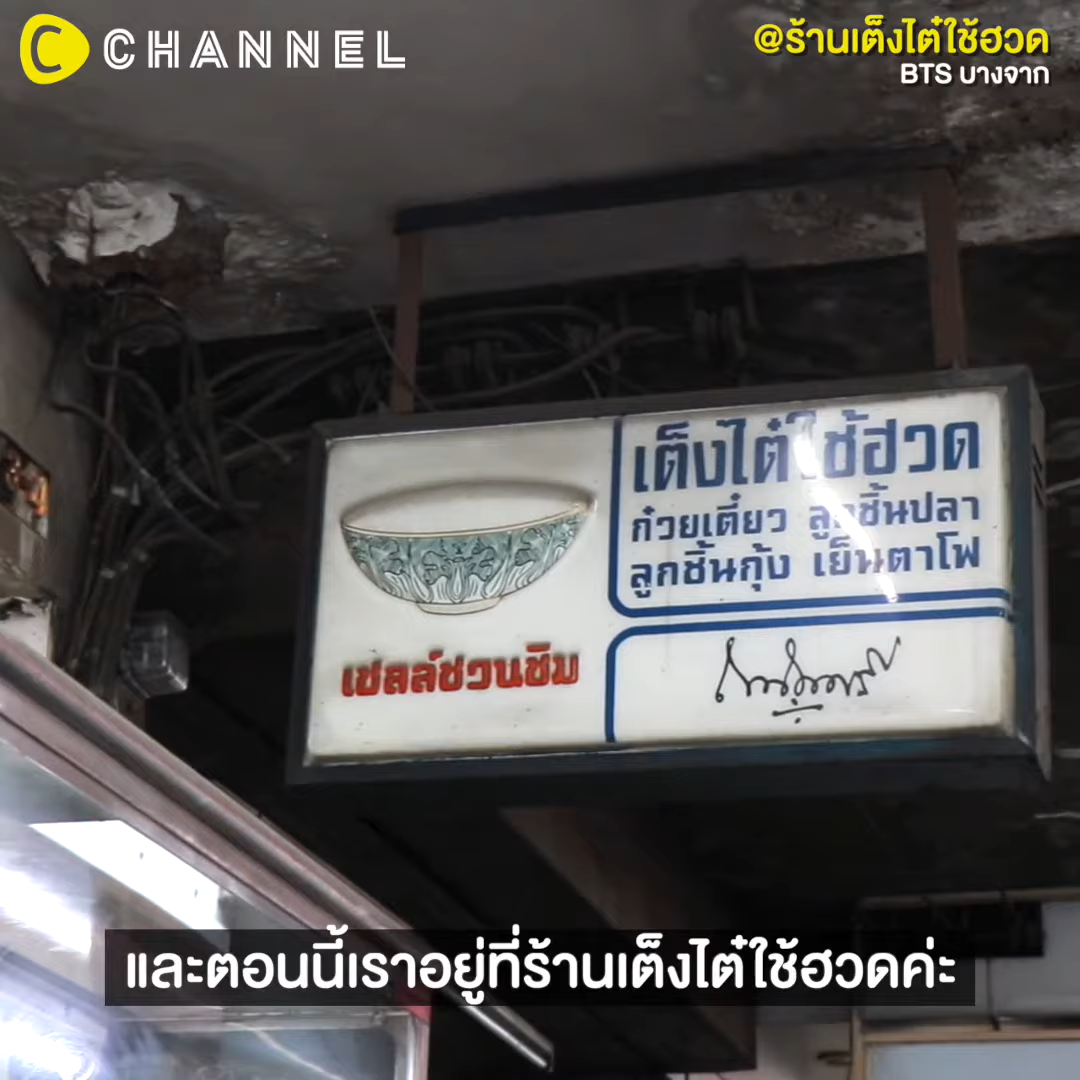 C CHANNEL
@ร้านเต็งไต๋ใช้ฮวด
BTS บางจาก
เต็งไต๋ใช้ฮวด
ก๋วยเตี๋ยว ลูกชิ้นปลา
ลูกชิ้นกุ้ง เย็นตาโฟ
เชลล์ชวนชิม
และตอนนี้เราอยู่ที่ร้านเต็งไต๋ใช้ฮวดค่ะ